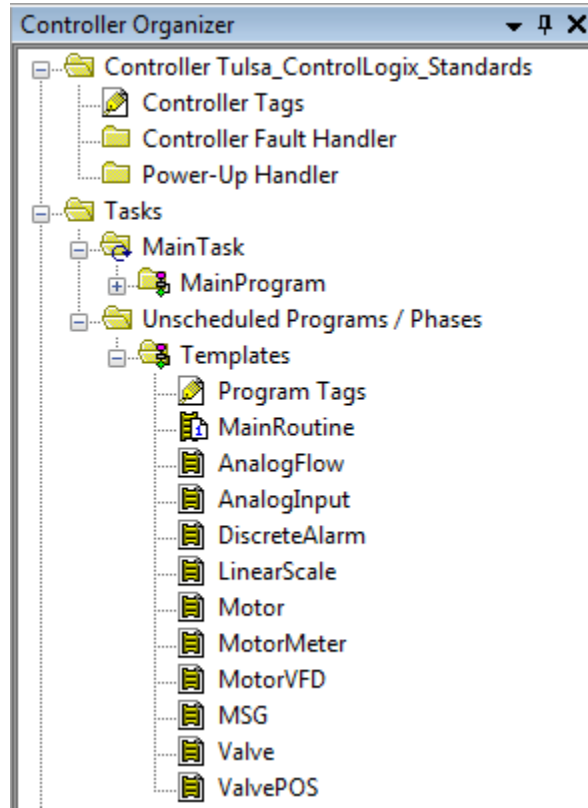 Controller Organizer
Controller Tulsa_ControlLogix_Standards
Controller Tags
Controller Fault Handler
Power-Up Handler
Tasks
MainTask
MainProgram
Unscheduled Programs / Phases
Templates
Program Tags
MainRoutine
AnalogFlow
AnalogInput
DiscreteAlarm
LinearScale
Motor
MotorMeter
MotorVFD
MSG
Valve
ValvePOS